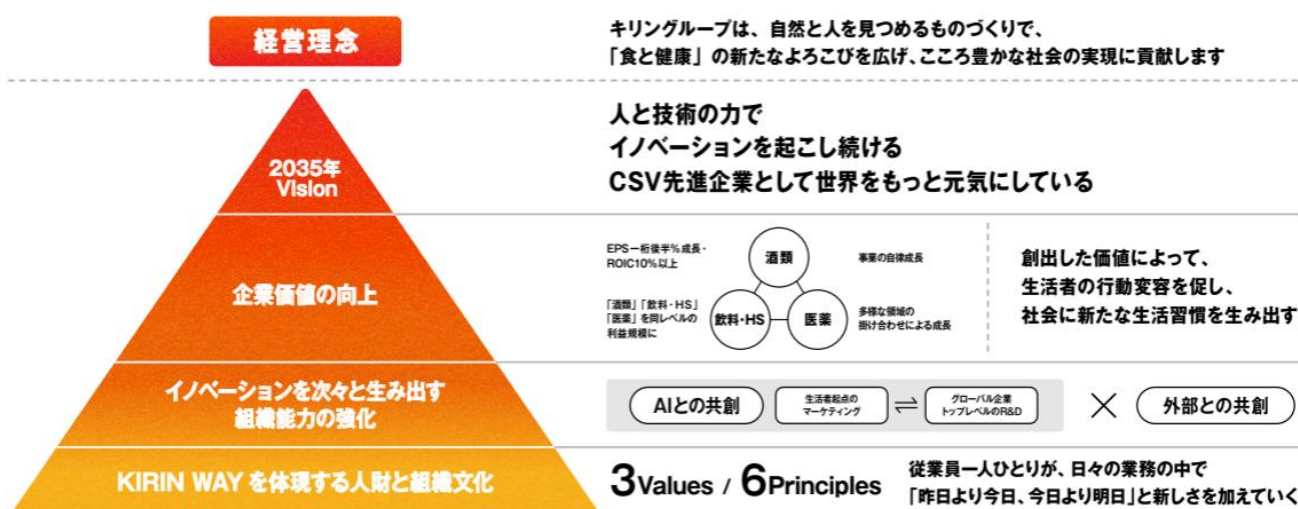 経営理念
キリングループは、自然と人を見つめるものづくりで、
「食と健康」の新たなよろこびを広げ、こころ豊かな社会の実現に貢献します
2035年
Vision
人と技術の力で
イノベーションを起こし続ける
CSV先進企業として世界をもっと元気にしている
企業価値の向上
EPS一桁後半%成長・
ROIC10%以上
「酒類」「飲料・HS」
「医薬」を同レベルの
利益規模に
酒類
飲料・HS
医薬
事業の自律成長
多様な領域の
掛け合わせによる成長
創出した価値によって、
生活者の行動変容を促し、
社会に新たな生活習慣を生み出す
イノベーションを次々と生み出す
組織能力の強化
AIとの共創
生活者起点の
マーケティング
⇌
グローバル企業
トップレベルのR&D
×
外部との共創
KIRIN WAY を体現する人財と組織文化
3Values / 6Principles
従業員一人ひとりが、日々の業務の中で
「昨日より今日、今日より明日」と新しさを加えていく